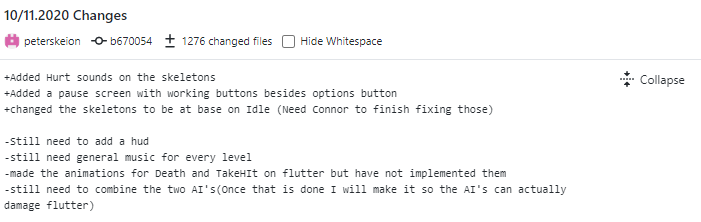 10/11.2020 Changes
peterskeion b670054 1276 changed files Hide Whitespace
+Added Hurt sounds on the skeletons
+Added a pause screen with working buttons besides options button
+changed the skeletons to be at base on Idle (Need Connor to finish fixing those)
Collapse
-Still need to add a hud
-still need general music for every level
-made the animations for Death and TakeHIt on flutter but have not implemented them
-still need to combine the two AI's(Once that is done I will make it so the AI's can actually
damage flutter)